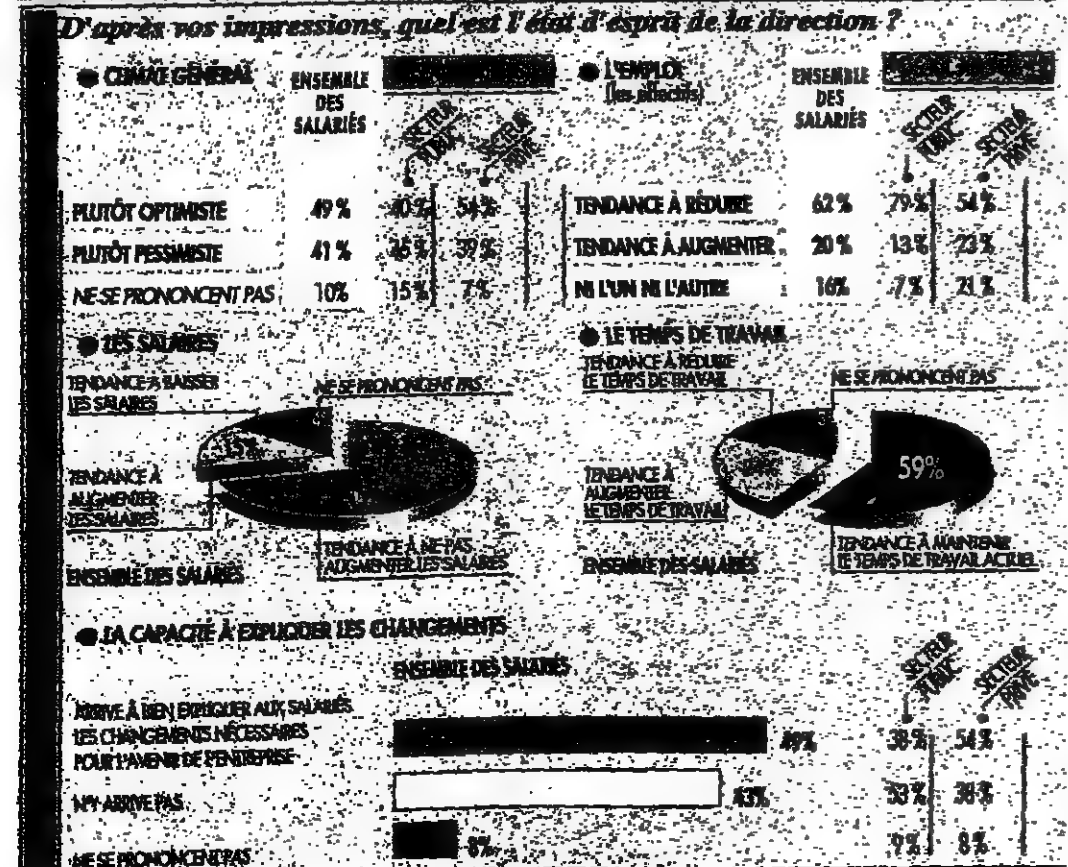 D'après vos impressions, quel est l'état d'esprit de la direction ?
CLIMAT GÉNÉRAL
ENSEMBLE
DES
SALARIÉS
SECTEUR
PUBLIC
SECTEUR
PRIVÉ
PLUTÔT OPTIMISTE 49 % 40 % 54 %
PLUTÔT PESSIMISTE 41 % 39 %
NE SE PRONONCENT PAS 10% 15 % 7 %
L'EMPLOI
(les effectifs)
ENSEMBLE
DES
SALARIÉS
SECTEUR
PUBLIC
SECTEUR
PRIVÉ
TENDANCE À RÉDUIRE 62 % 79 % 54 %
TENDANCE À AUGMENTER 20 % 13 % 23 %
NI L'UN NI L'AUTRE 16% 7 % 21 %
LES SALAIRES
TENDANCE À BAISSER
LES SALAIRES
NE SE PRONONCENT PAS
15%
TENDANCE À
AUGMENTER
LES SALAIRES
TENDANCE À NE PAS
AUGMENTER LES SALAIRES
ENSEMBLE DES SALARIÉS
LE TEMPS DE TRAVAIL
TENDANCE À RÉDUIRE
LE TEMPS DE TRAVAIL
NE SE PRONONCENT PAS
59%
TENDANCE À
AUGMENTER
LE TEMPS DE TRAVAIL
TENDANCE À MAINTENIR
LE TEMPS DE TRAVAIL ACTUEL
ENSEMBLE DES SALARIÉS
LA CAPACITÉ À EXPLIQUER LES CHANGEMENTS
ENSEMBLE DES SALARIÉS
SECTEUR
PUBLIC
SECTEUR
PRIVÉ
ARRIVE À BIEN EXPLIQUER AUX SALARIÉS
LES CHANGEMENTS NÉCESSAIRES
POUR L'AVENIR DE L'ENTREPRISE
49% 38 % 54 %
N'Y ARRIVE PAS 43% 53 % 38 %
NE SE PRONONCENT PAS 8% 9 % 8 %